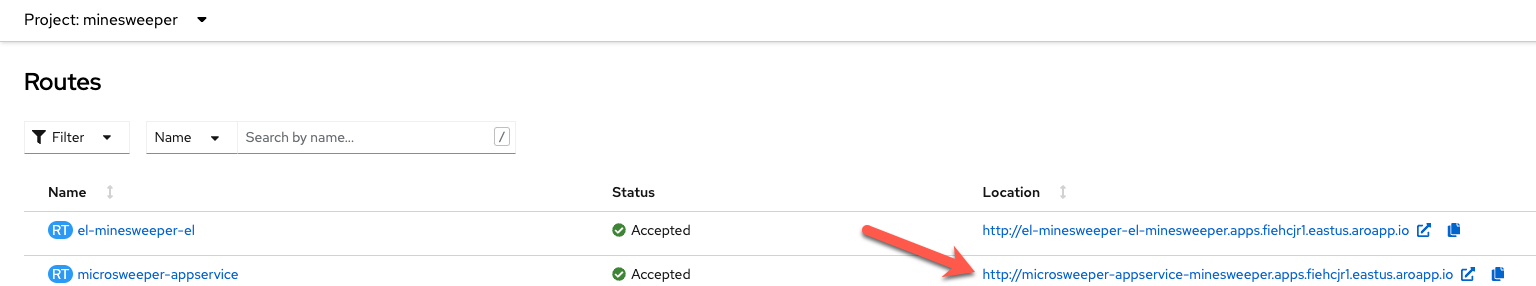 Project: minesweeper
Routes
Filter Name Search by name... /
Name Status Location
RT el-minesweeper-el Accepted http://el-minesweeper-el-minesweeper.apps.fiehcjr1.eastus.aroapp.io
RT microsweeper-appservice Accepted http://microsweeper-appservice-minesweeper.apps.fiehcjr1.eastus.aroapp.io